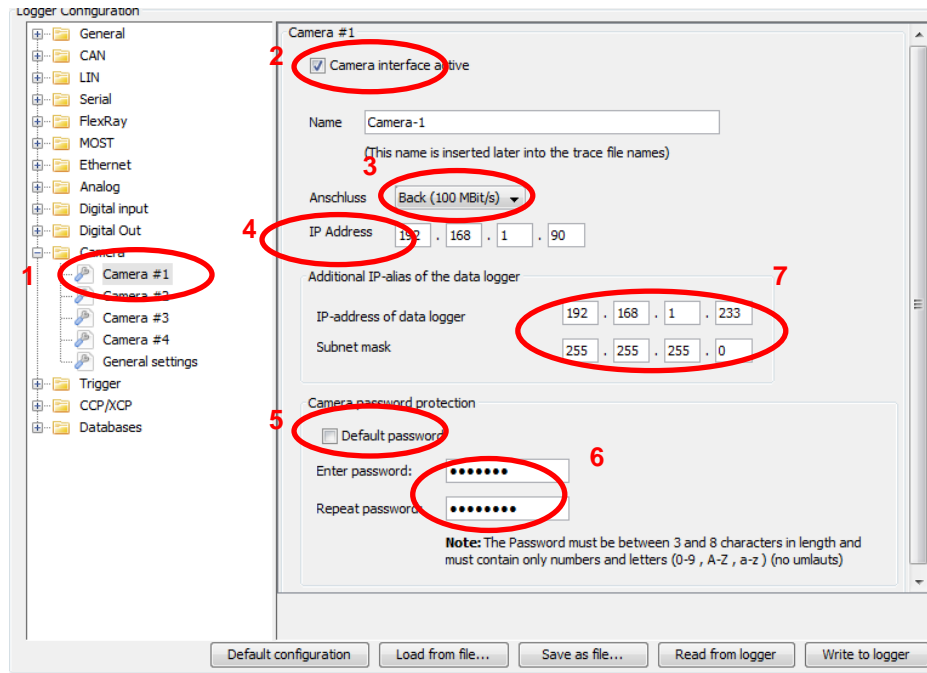 Logger Configuration
General
CAN
LIN
Serial
FlexRay
MOST
Ethernet
Analog
Digital input
Digital Out
Camera
1
Camera #1
Camera #2
Camera #3
Camera #4
General settings
Trigger
CCP/XCP
Databases
Camera #1
2
Camera interface active
Name Camera-1
(This name is inserted later into the trace file names)
3
Anschluss Back (100 MBit/s)
4
IP Address 192 . 168 . 1 . 90
Additional IP-alias of the data logger
7
IP-address of data logger 192 . 168 . 1 . 233
Subnet mask 255 . 255 . 255 . 0
Camera password protection
5
Default password
6
Enter password: ●●●●●●●
Repeat password: ●●●●●●●●
Note: The Password must be between 3 and 8 characters in length and
must contain only numbers and letters (0-9 , A-Z , a-z ) (no umlauts)
Default configuration Load from file... Save as file... Read from logger Write to logger